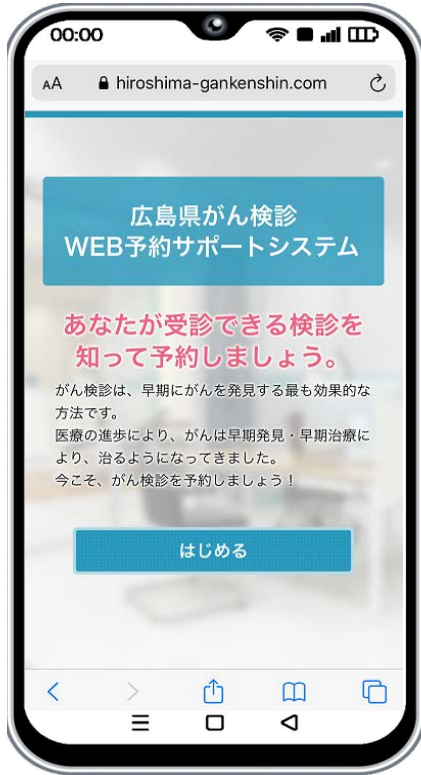 00:00
AA hiroshima-gankenshin.com
広島県がん検診
WEB予約サポートシステム
あなたが受診できる検診を
知って予約しましょう。
がん検診は、早期にがんを発見する最も効果的な
方法です。
医療の進歩により、がんは早期発見・早期治療に
より、治るようになってきました。
今こそ、がん検診を予約しましょう！
はじめる